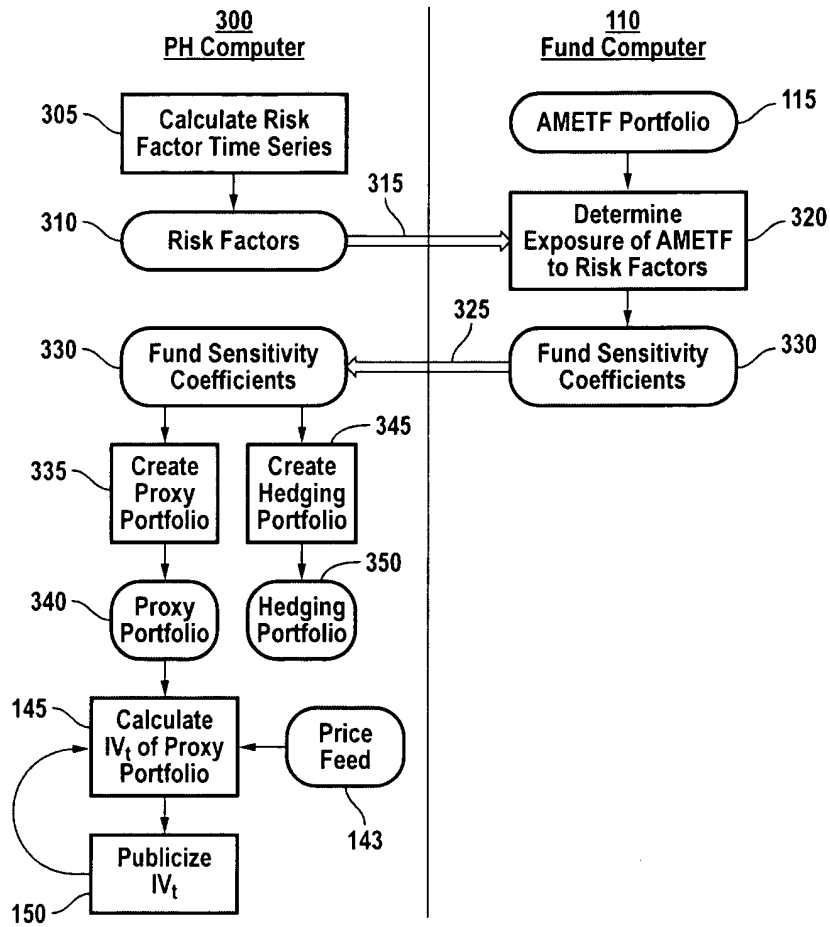 300
PH Computer
110
Fund Computer
305
Calculate Risk
Factor Time Series
115
AMETF Portfolio
310
Risk Factors
315
Determine
Exposure of AMETF
to Risk Factors
320
325
330
Fund Sensitivity
Coefficients
Fund Sensitivity
Coefficients
330
335
Create
Proxy
Portfolio
345
Create
Hedging
Portfolio
340
Proxy
Portfolio
350
Hedging
Portfolio
145
Calculate
IVt of Proxy
Portfolio
Price
Feed
143
Publicize
IVt
150